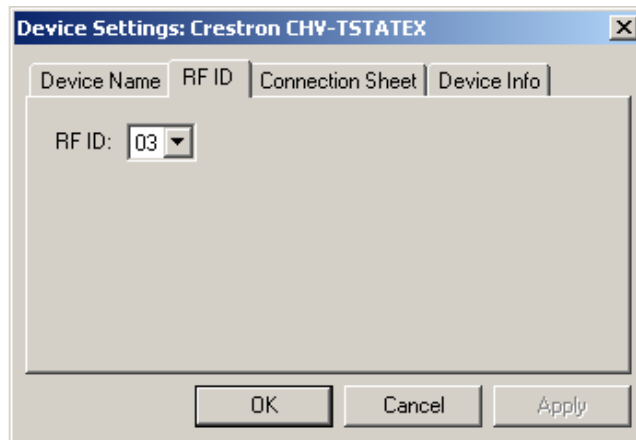 Device Settings: Crestron CHV-TSTATEX
Device Name RF ID Connection Sheet Device Info
RF ID: 03
OK Cancel Apply